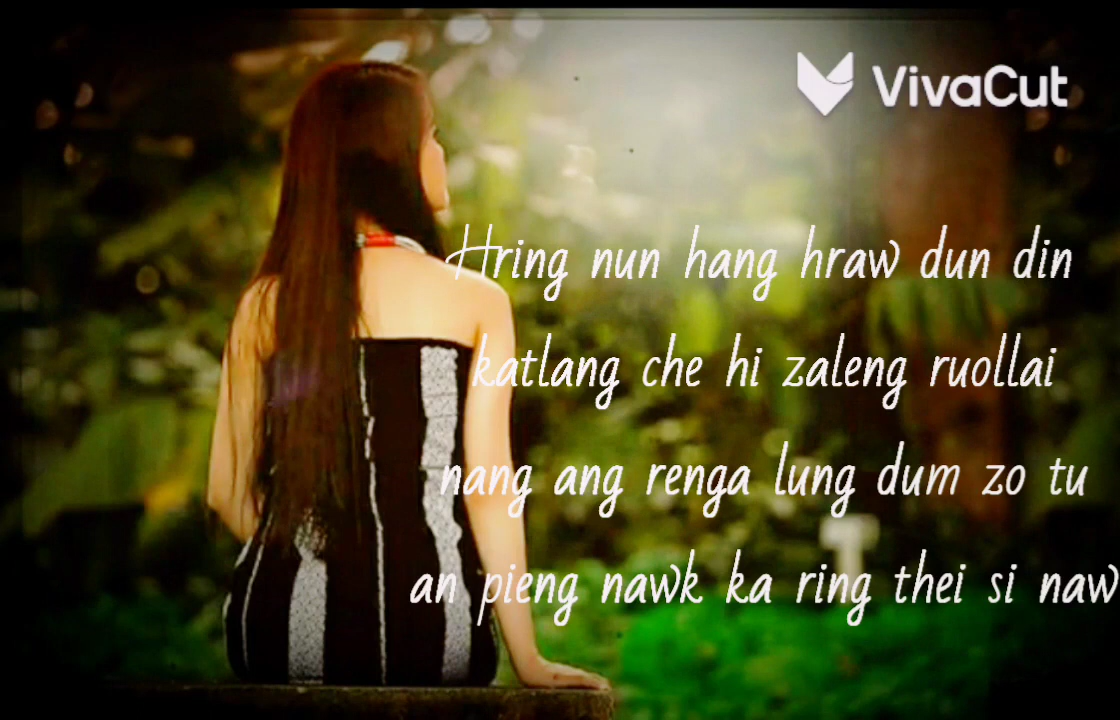 VivaCut
Hring nun hang hraw dun din
katlang che hi zaleng ruollai
nang ang renga lung dum zo tu
an pieng nawk ka ring thei si naw